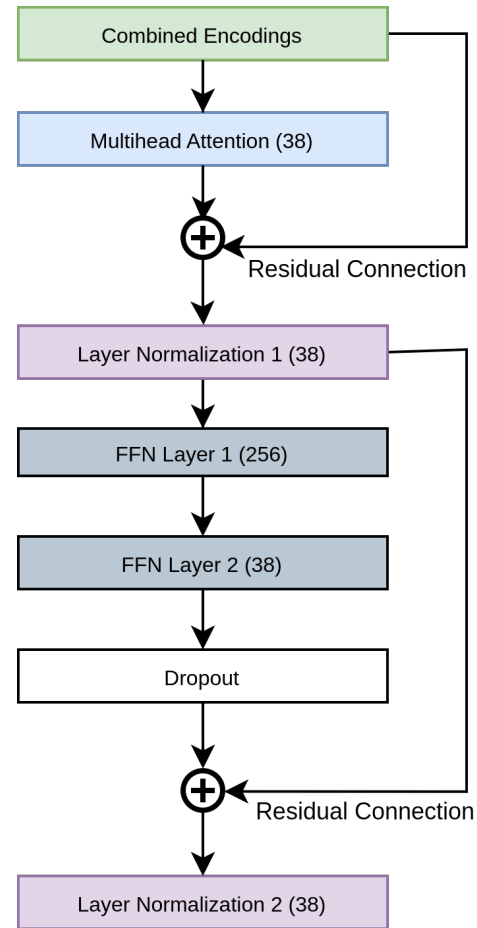 Combined Encodings
Multihead Attention (38)
Residual Connection
Layer Normalization 1 (38)
FFN Layer 1 (256)
FFN Layer 2 (38)
Dropout
Residual Connection
Layer Normalization 2 (38)